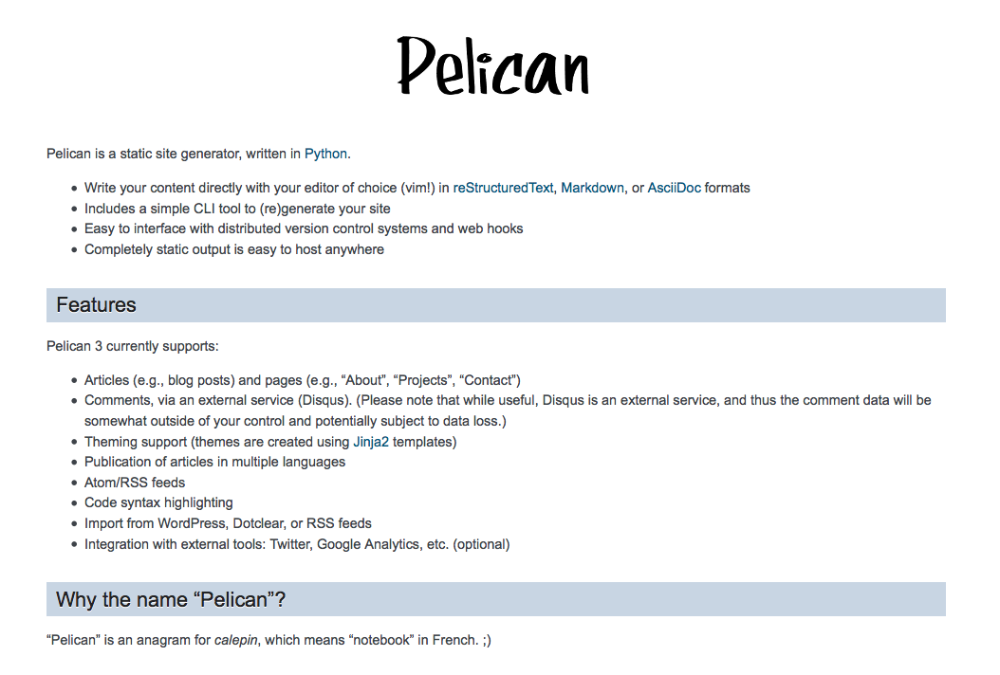 Pelican
Pelican is a static site generator, written in Python.
Write your content directly with your editor of choice (vim!) in reStructuredText, Markdown, or AsciiDoc formats
Includes a simple CLI tool to (re)generate your site
Easy to interface with distributed version control systems and web hooks
Completely static output is easy to host anywhere
Features
Pelican 3 currently supports:
Articles (e.g., blog posts) and pages (e.g., “About”, “Projects”, “Contact”)
Comments, via an external service (Disqus). (Please note that while useful, Disqus is an external service, and thus the comment data will be
somewhat outside of your control and potentially subject to data loss.)
Theming support (themes are created using Jinja2 templates)
Publication of articles in multiple languages
Atom/RSS feeds
Code syntax highlighting
Import from WordPress, Dotclear, or RSS feeds
Integration with external tools: Twitter, Google Analytics, etc. (optional)
Why the name “Pelican”?
“Pelican” is an anagram for calepin, which means “notebook” in French. ;)